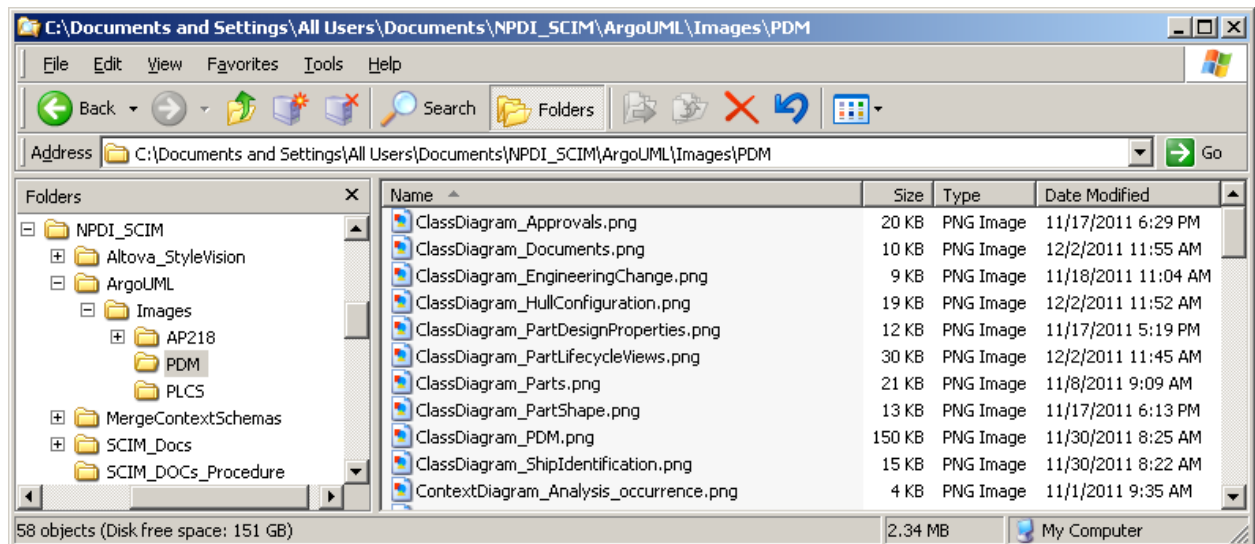 C:\Documents and Settings\All Users\Documents\NPDI_SCIM\ArgoUML\Images\PDM
File Edit View Favorites Tools Help
Back Search Folders
Address C:\Documents and Settings\All Users\Documents\NPDI_SCIM\ArgoUML\Images\PDM Go
Folders
NPDI_SCIM
Altova_StyleVision
ArgoUML
Images
AP218
PDM
PLCS
MergeContextSchemas
SCIM_Docs
SCIM_DOCs_Procedure
Name Size Type Date Modified
ClassDiagram_Approvals.png 20 KB PNG Image 11/17/2011 6:29 PM
ClassDiagram_Documents.png 10 KB PNG Image 12/2/2011 11:55 AM
ClassDiagram_EngineeringChange.png 9 KB PNG Image 11/18/2011 11:04 AM
ClassDiagram_HullConfiguration.png 19 KB PNG Image 12/2/2011 11:52 AM
ClassDiagram_PartDesignProperties.png 12 KB PNG Image 11/17/2011 5:19 PM
ClassDiagram_PartLifecycleViews.png 30 KB PNG Image 12/2/2011 11:45 AM
ClassDiagram_Parts.png 21 KB PNG Image 11/8/2011 9:09 AM
ClassDiagram_PartShape.png 13 KB PNG Image 11/17/2011 6:13 PM
ClassDiagram_PDM.png 150 KB PNG Image 11/30/2011 8:25 AM
ClassDiagram_ShipIdentification.png 15 KB PNG Image 11/30/2011 8:22 AM
ContextDiagram_Analysis_occurrence.png 4 KB PNG Image 11/1/2011 9:35 AM
58 objects (Disk free space: 151 GB) 2.34 MB My Computer